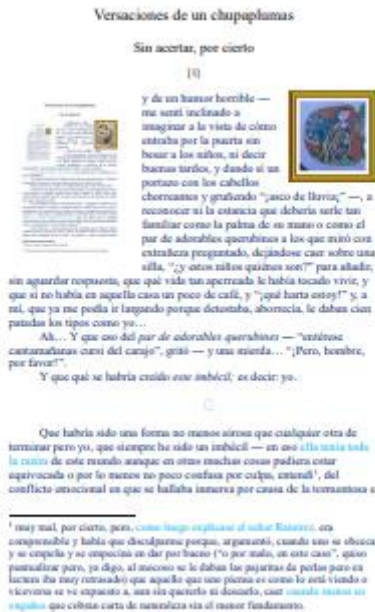 Versaciones de un chupaplumas
Sin acertar, por cierto
y de un humor horrible —
me sentí inclinado a
imaginar a la vista de cómo
entraba por la puerta sin
besar a los niños, ni decir
buenas tardes, y dando si un
portazo con los cabellos
chorreantes y gruñendo “¡asco de lluvia;” —, a
reconocer ni la estancia que debería serle tan
familiar como la palma de su mano o como el
par de adorables querubines a los que miró con
extrañeza preguntado, dejándose caer sobre una
silla, “¿y estos niños quiénes son?” para añadir,
sin aguardar respuesta, que qué vida tan aperreada le había tocado vivir, y
que si no había en aquella casa un poco de café, y “¡qué harta estoy!” y, a
mí, que ya me podía ir largando porque detestaba, aborrecía, le daban cien
patadas los tipos como yo…
Ah… Y que eso del par de adorables querubines — “entérese
cantamañanas cursi del carajo”, gritó — y una mierda… “¡Pero, hombre,
por favor!”.
Y que qué se habría creído este imbécil; es decir: yo.
Que habría sido una forma no menos airosa que cualquier otra de
terminar pero yo, que siempre he sido un imbécil — en eso ella tenía toda
la razón de este mundo aunque en otras muchas cosas pudiera estar
equivocada o por lo menos no poco confusa por culpa, entendí¹, del
conflicto emocional en que se hallaba inmersa por causa de la tormentosa e
¹ muy mal, por cierto, pero, como luego explicase el señor Ramírez, era
comprensible y había que disculparme porque, argumentó, cuando uno se obceca
y se empeña y se empecina en dar por bueno (“o por malo, en este caso”, quiso
puntualizar pero, ya digo, al mocoso se le daban las pajaritas de perlas pero en
lectura iba muy retrasado) que aquello que uno piensa es como lo está viendo o
viceversa se ve expuesto a, aun sin quererlo ni desearlo, caer
que cobran carta de naturaleza sin el menor fundamento.